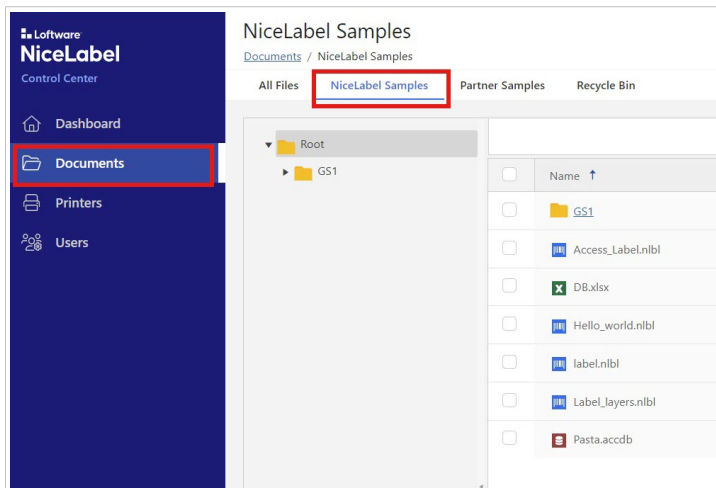 Loftware
NiceLabel
Control Center
Dashboard
Documents
Printers
Users
NiceLabel Samples
Documents / NiceLabel Samples
All Files NiceLabel Samples Partner Samples Recycle Bin
Root
GS1
Name ↑
GS1
Access_Label.nlbl
DB.xlsx
Hello_world.nlbl
label.nlbl
Label_layers.nlbl
Pasta.accdb